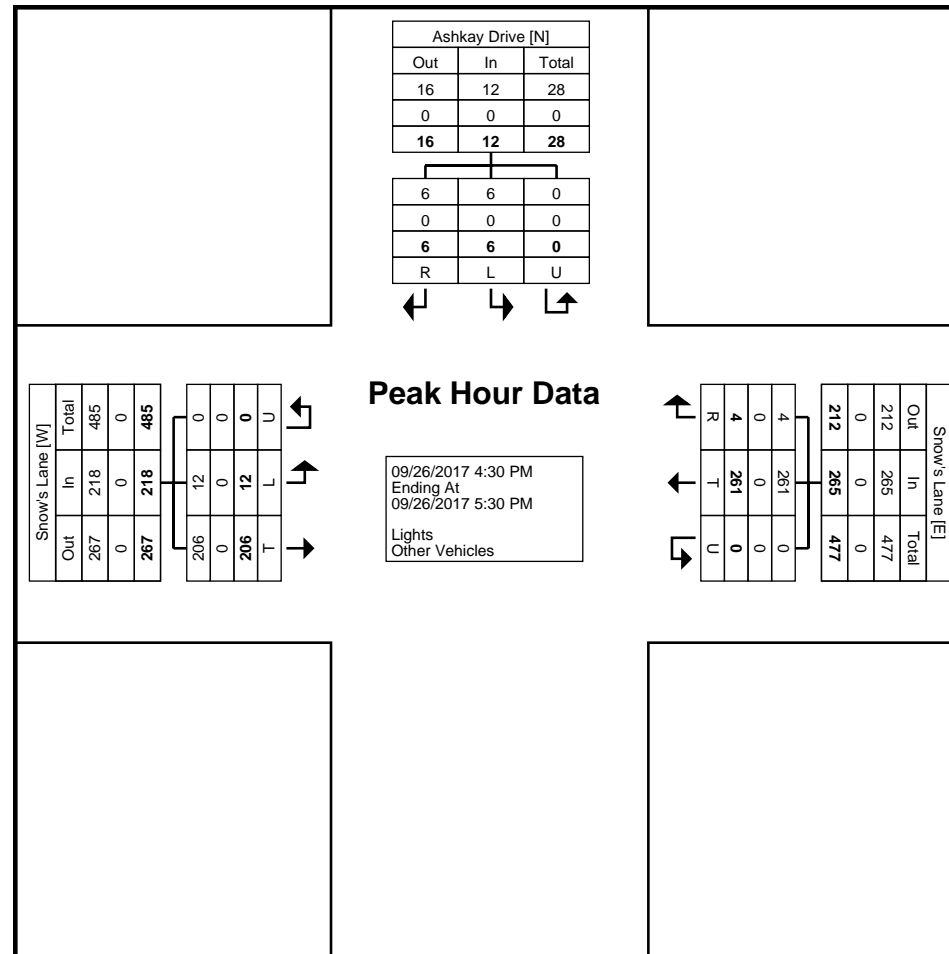 Ashkay Drive [N]
Out In Total
16 12 28
0 0 0
16 12 28
6 6 0
0 0 0
6 6 0
R L U
Peak Hour Data
09/26/2017 4:30 PM
Ending At
09/26/2017 5:30 PM
Lights
Other Vehicles
Snow's Lane [W]
Out In Total
267 218 485
0 0 0
267 218 485
206 12 0
0 0 0
206 12 0
T L U
Snow's Lane [E]
Out In Total
212 265 477
0 0 0
212 265 477
4 261 0
0 0 0
4 261 0
R T U